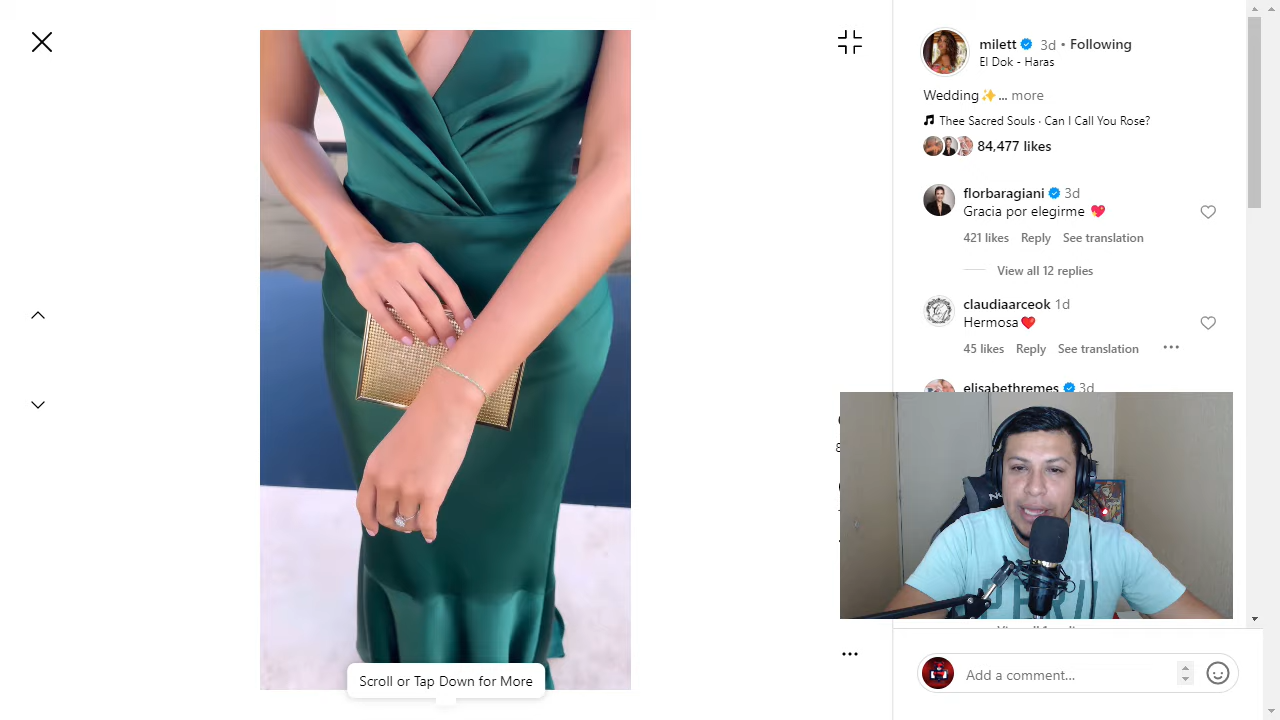 milett 3d • Following
El Dok - Haras
Wedding✨... more
Thee Sacred Souls · Can I Call You Rose?
84,477 likes
florbaragiani 3d
Gracia por elegirme 💖
421 likes Reply See translation
View all 12 replies
claudiaarceok 1d
Hermosa❤️
45 likes Reply See translation
elisabethremes 3d
Scroll or Tap Down for More
Add a comment...